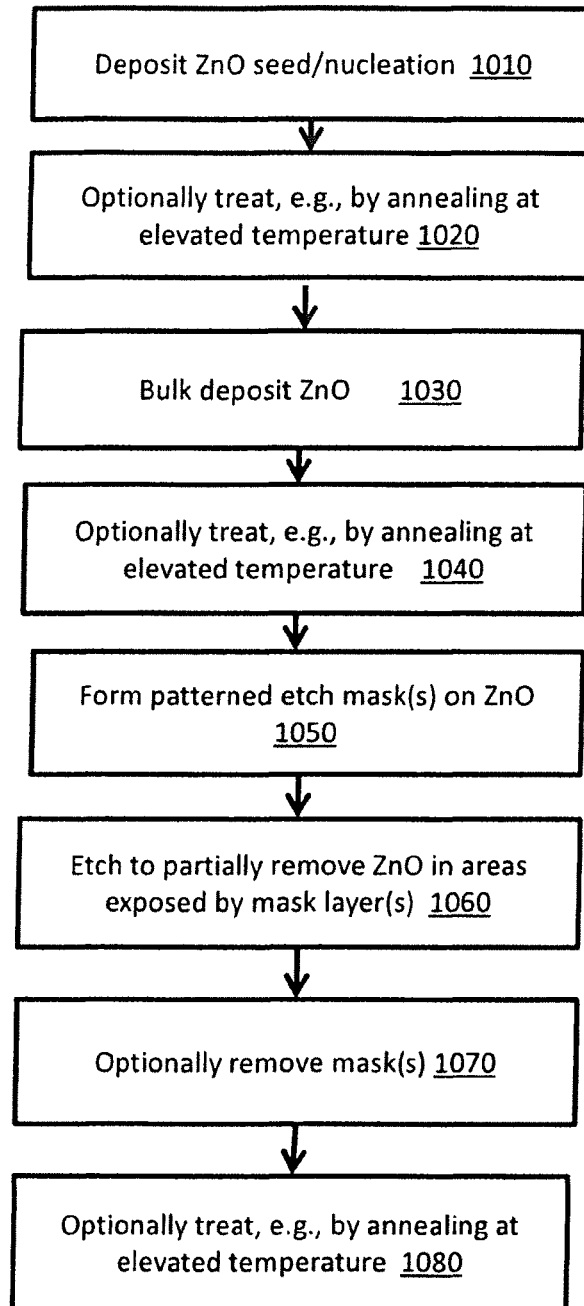 Deposit ZnO seed/nucleation 1010
Optionally treat, e.g., by annealing at
elevated temperature 1020
Bulk deposit ZnO 1030
Optionally treat, e.g., by annealing at
elevated temperature 1040
Form patterned etch mask(s) on ZnO
1050
Etch to partially remove ZnO in areas
exposed by mask layer(s) 1060
Optionally remove mask(s) 1070
Optionally treat, e.g., by annealing at
elevated temperature 1080